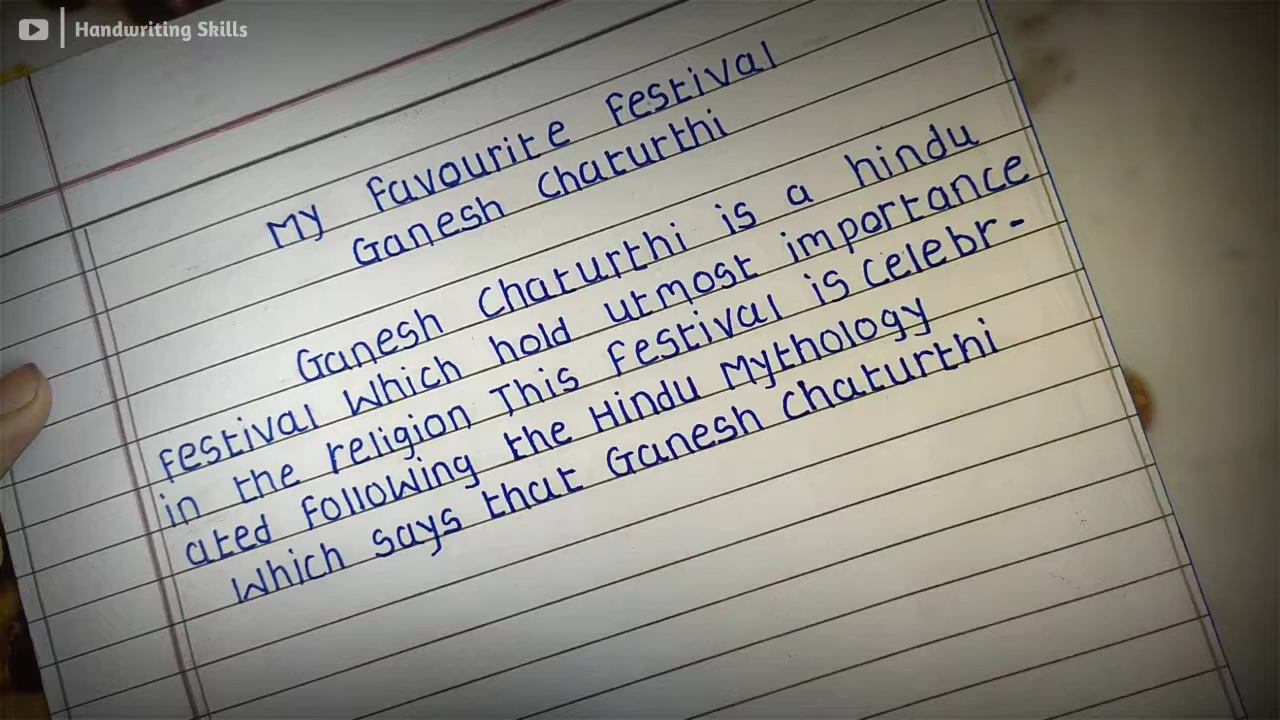 Handwriting Skills
My Favourite Festival
Ganesh Chaturthi
Ganesh Chaturthi is a hindu
Festival Which hold utmost importance
in the religion This Festival is celebr-
ated Following the Hindu Mythology
Which says that Ganesh Chaturthi